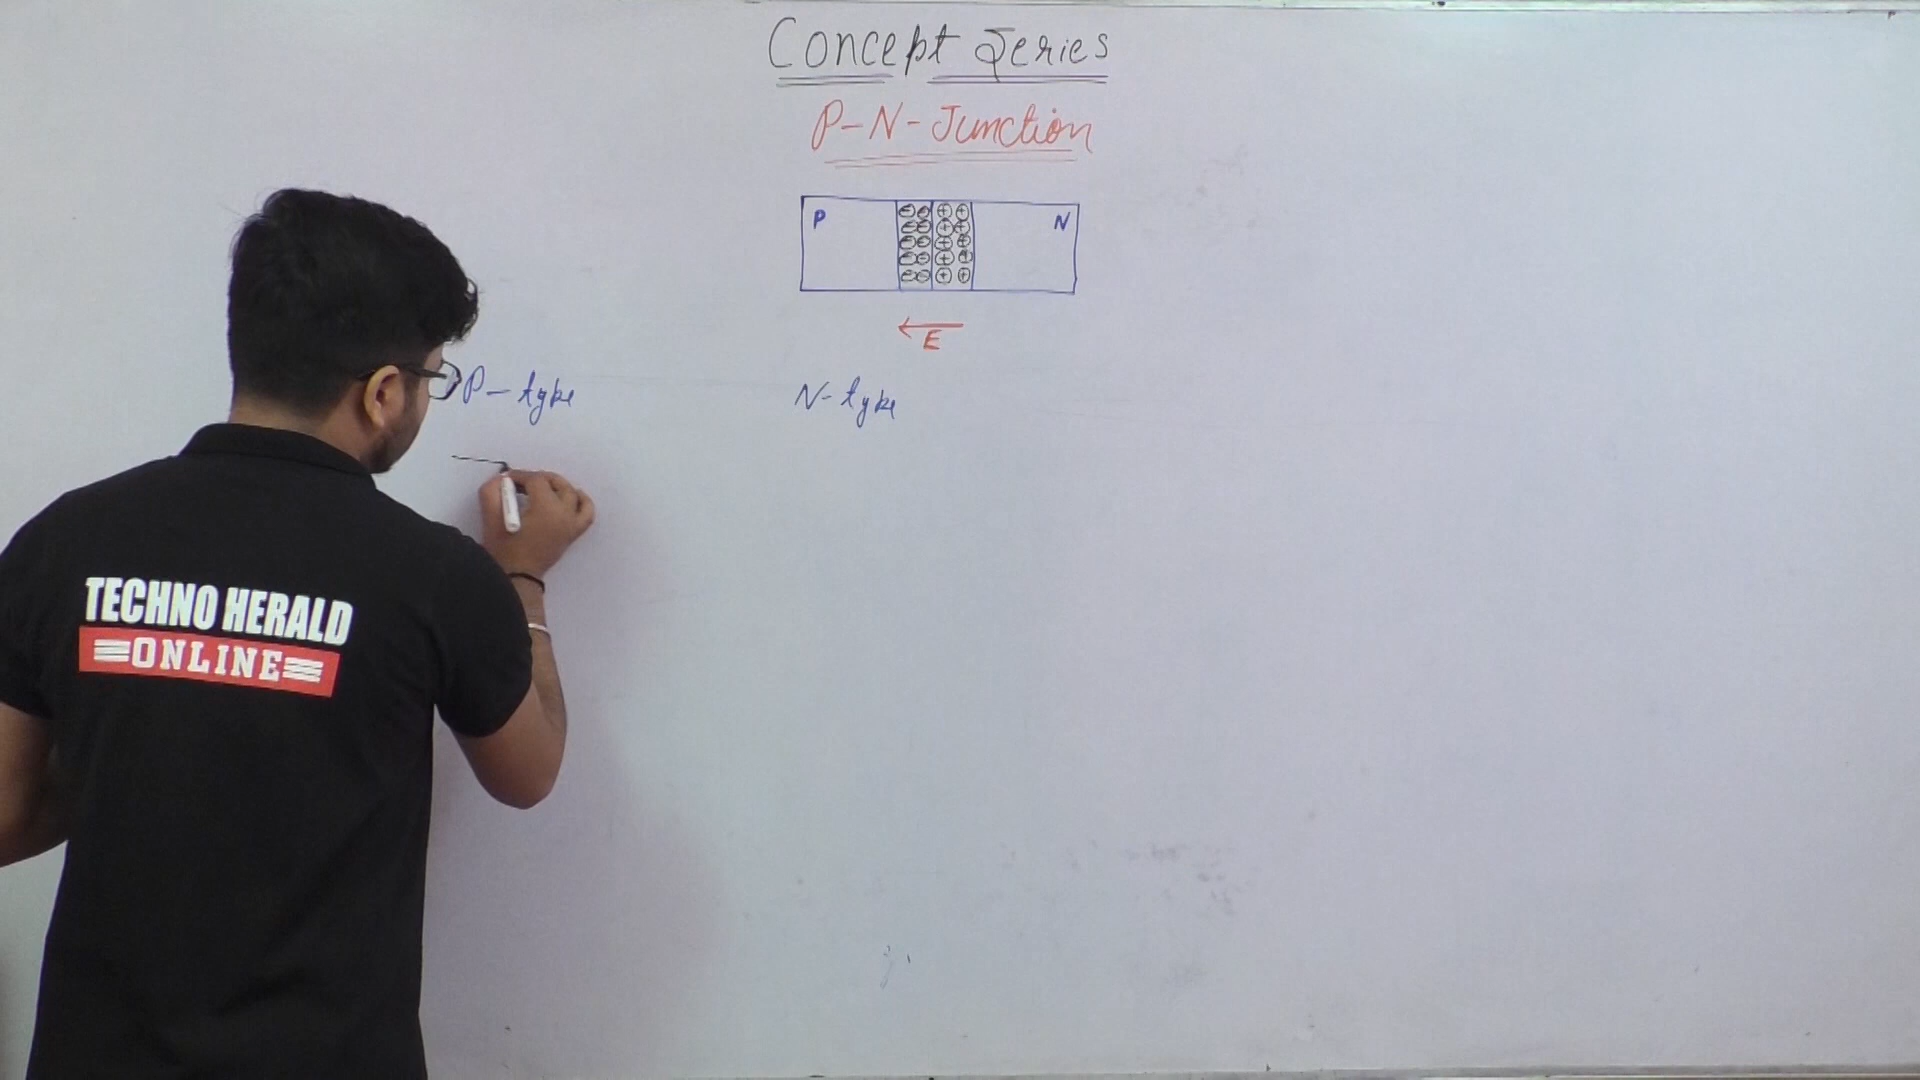 Concept Series
P-N-Junction
P N
E
P-type N-type
TECHNO HERALD
ONLINE